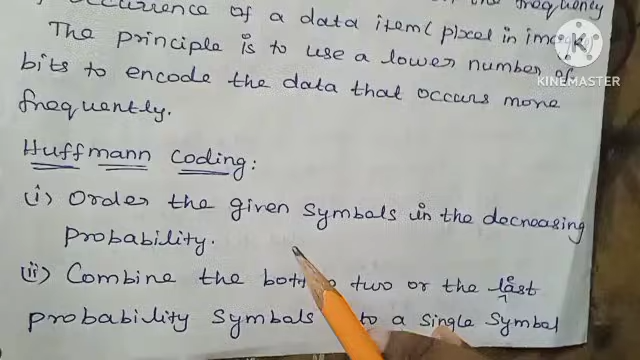 occurrence of a data item (pixel in image
The principle is to use a lower number of
bits to encode the data that occurs more
frequently.
Huffmann Coding:
(i) Order the given symbols in the decreasing
Probability.
(ii) Combine the two or the least
probability symbols to a single symbol
K
KINEMASTER